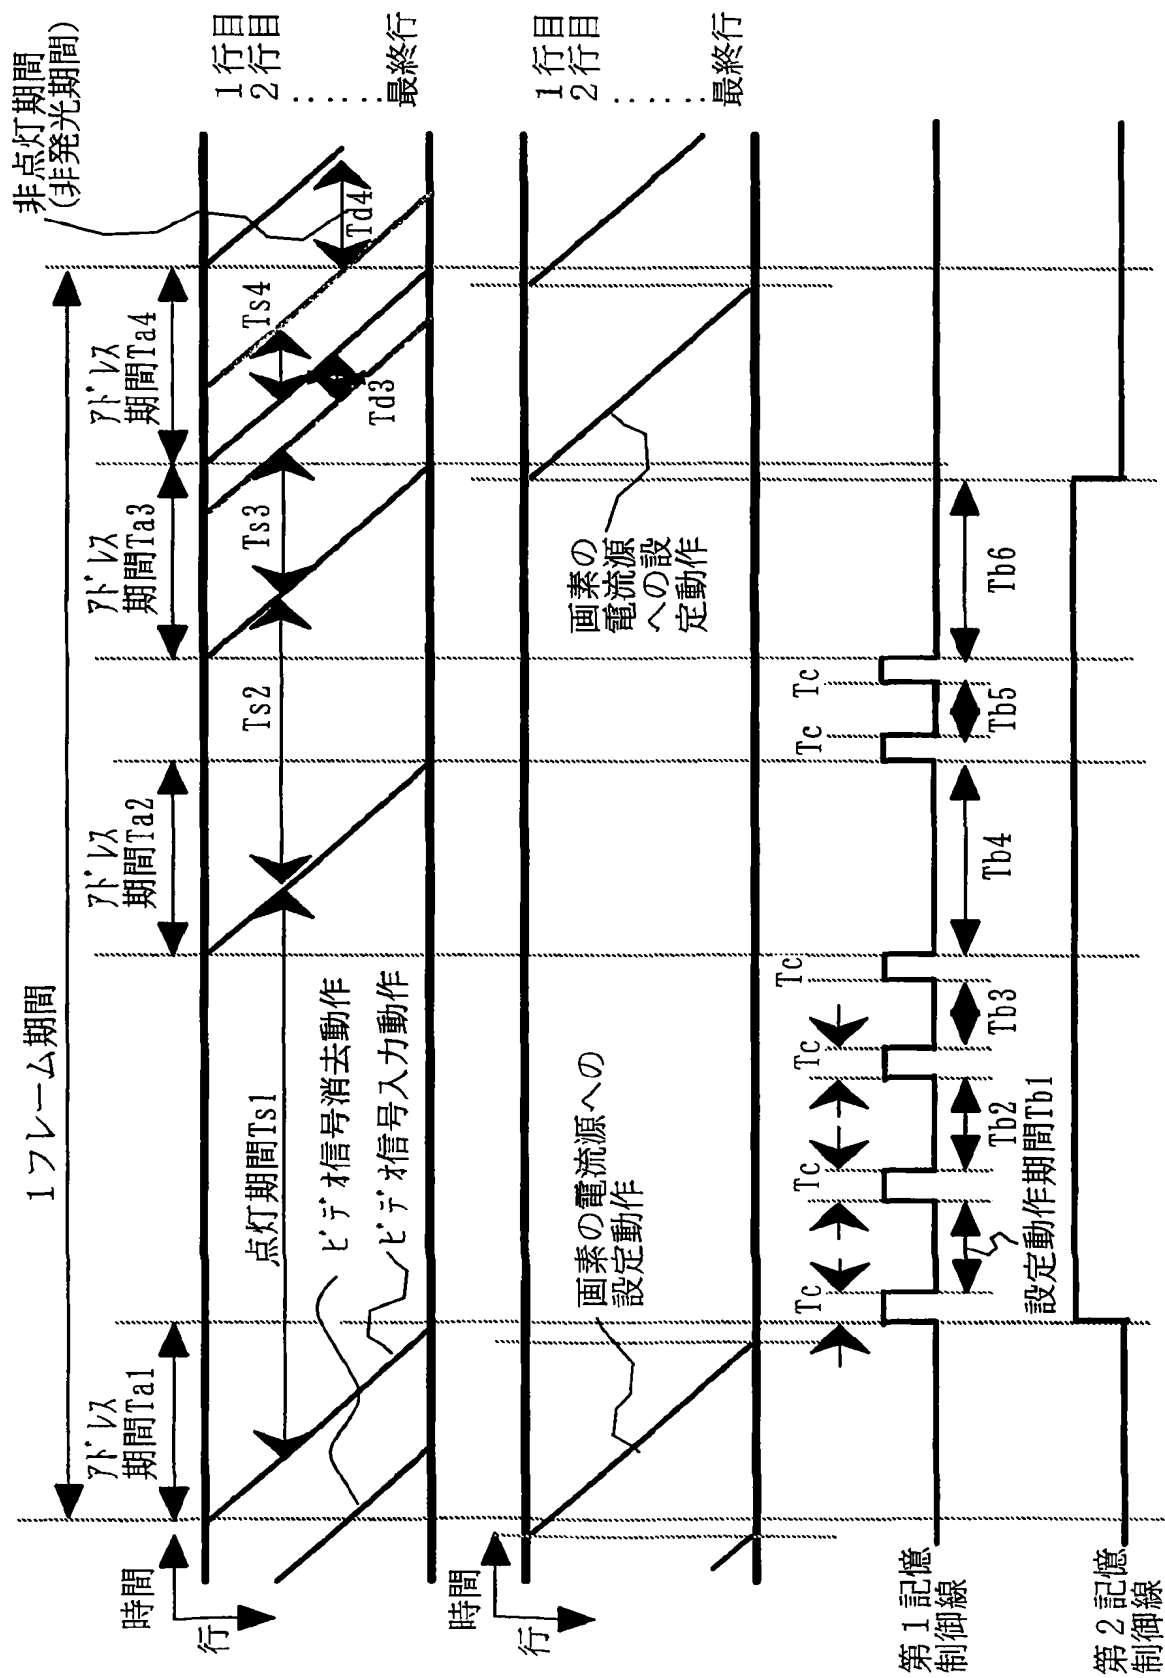 1フレーム期間
アドレス
期間Ta1
アドレス
期間Ta2
アドレス
期間Ta3
アドレス
期間Ta4
非点灯期間
(非発光期間)
時間
行
点灯期間Ts1
Ts2
Ts3
Ts4
Td3
Td4
ビデオ信号消去動作
ビデオ信号入力動作
1行目
2行目
......
最終行
時間
行
画素の電流源への
設定動作
画素の
電流源
への設
定動作
1行目
2行目
......
最終行
第1記憶
制御線
Tc
Tc
Tc
Tc
Tc
Tc
設定動作期間Tb1
Tb2
Tb3
Tb4
Tb5
Tb6
第2記憶
制御線